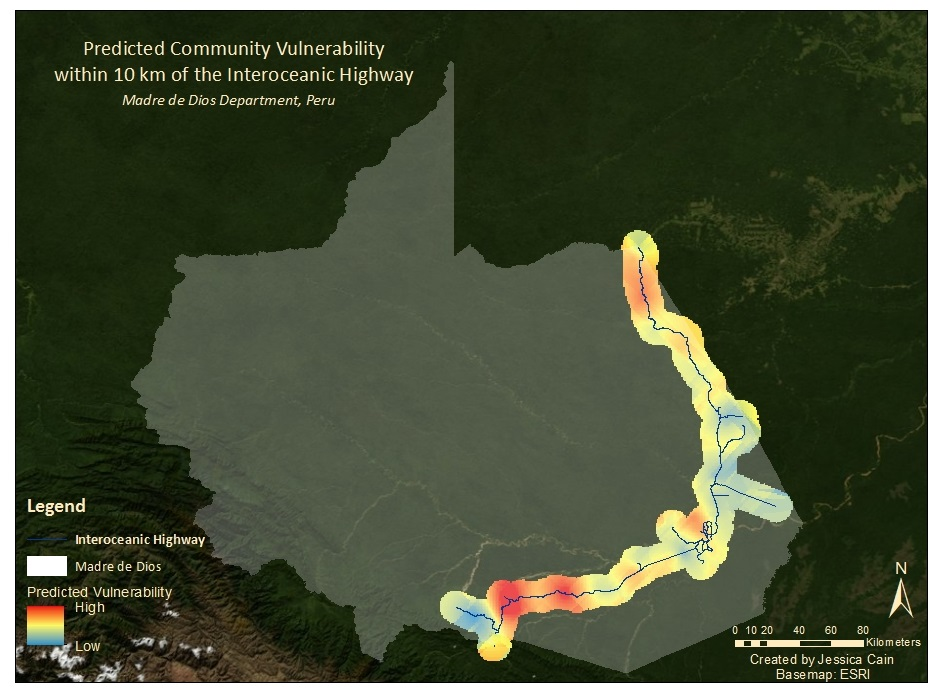 Predicted Community Vulnerability
within 10 km of the Interoceanic Highway
Madre de Dios Department, Peru
Legend
Interoceanic Highway
Madre de Dios
Predicted Vulnerability
High
Low
N
0 10 20 40 60 80
Kilometers
Created by Jessica Cain
Basemap: ESRI